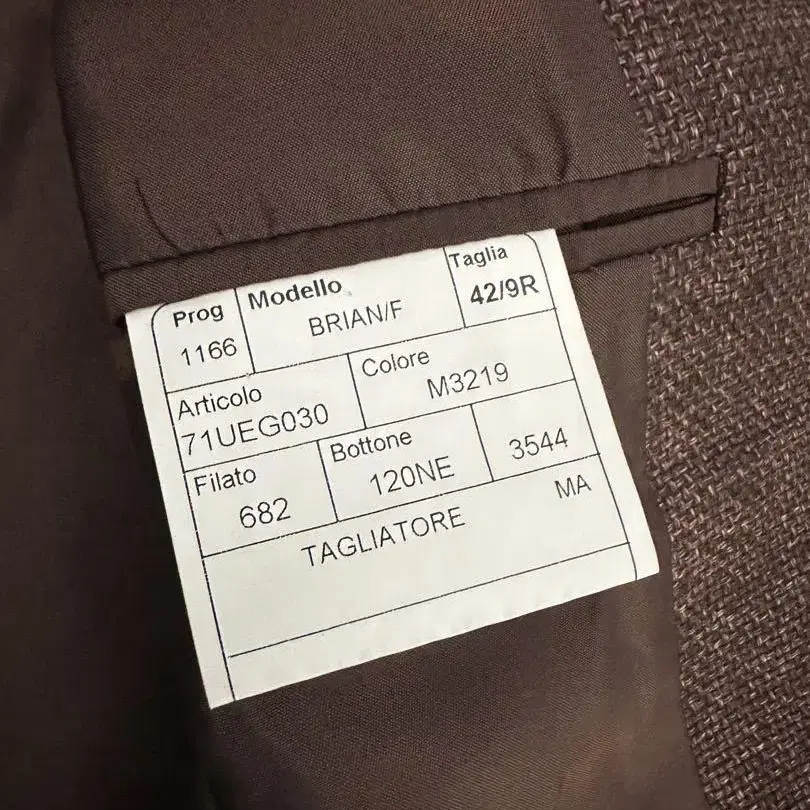 Prog Modello Taglia
1166 BRIAN/F 42/9R
Articolo Colore
71UEG030 M3219
Filato Bottone
682 120NE 3544
TAGLIATORE MA